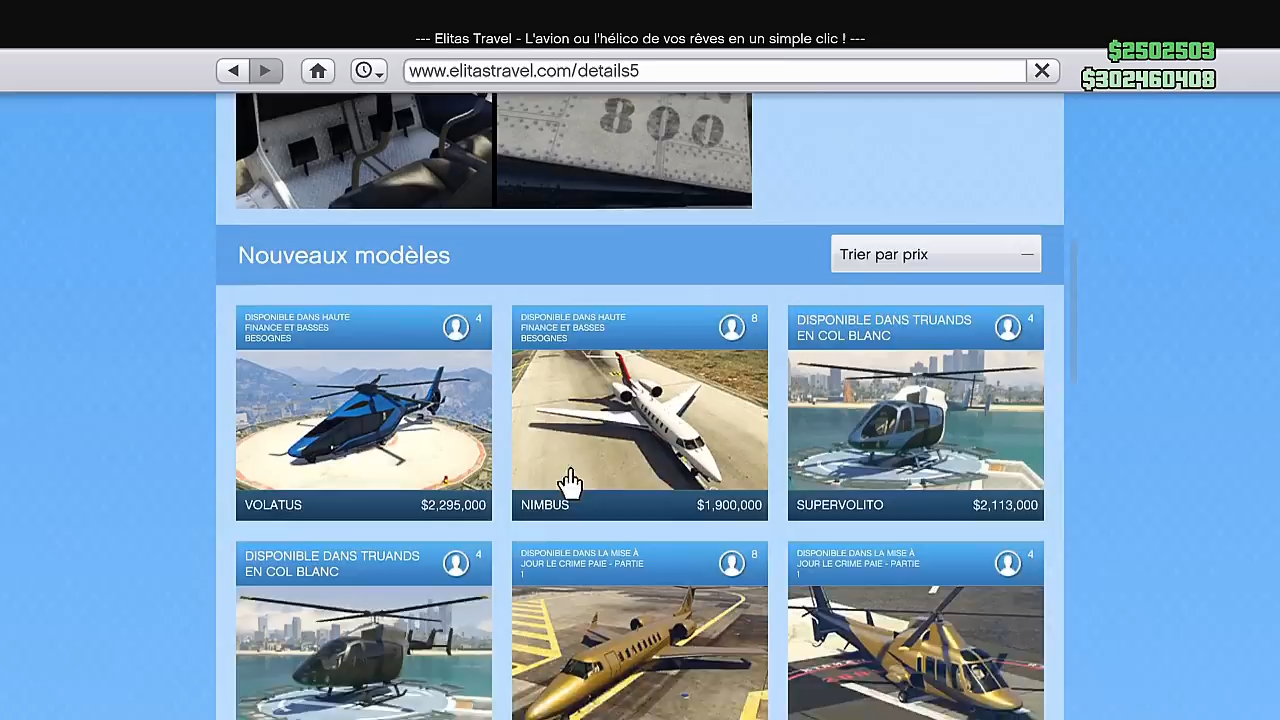 --- Elitas Travel - L'avion ou l'hélico de vos rêves en un simple clic ! ---
$2502503
www.elitastravel.com/details5
$302460408
800
Nouveaux modèles
Trier par prix
DISPONIBLE DANS HAUTE
FINANCE ET BASSES
BESOGNES
4
DISPONIBLE DANS HAUTE
FINANCE ET BASSES
BESOGNES
8
DISPONIBLE DANS TRUANDS
EN COL BLANC
4
VOLATUS $2,295,000
NIMBUS $1,900,000
SUPERVOLITO $2,113,000
DISPONIBLE DANS TRUANDS
EN COL BLANC
4
DISPONIBLE DANS LA MISE À
JOUR LE CRIME PAIE - PARTIE
1
8
DISPONIBLE DANS LA MISE À
JOUR LE CRIME PAIE - PARTIE
1
4